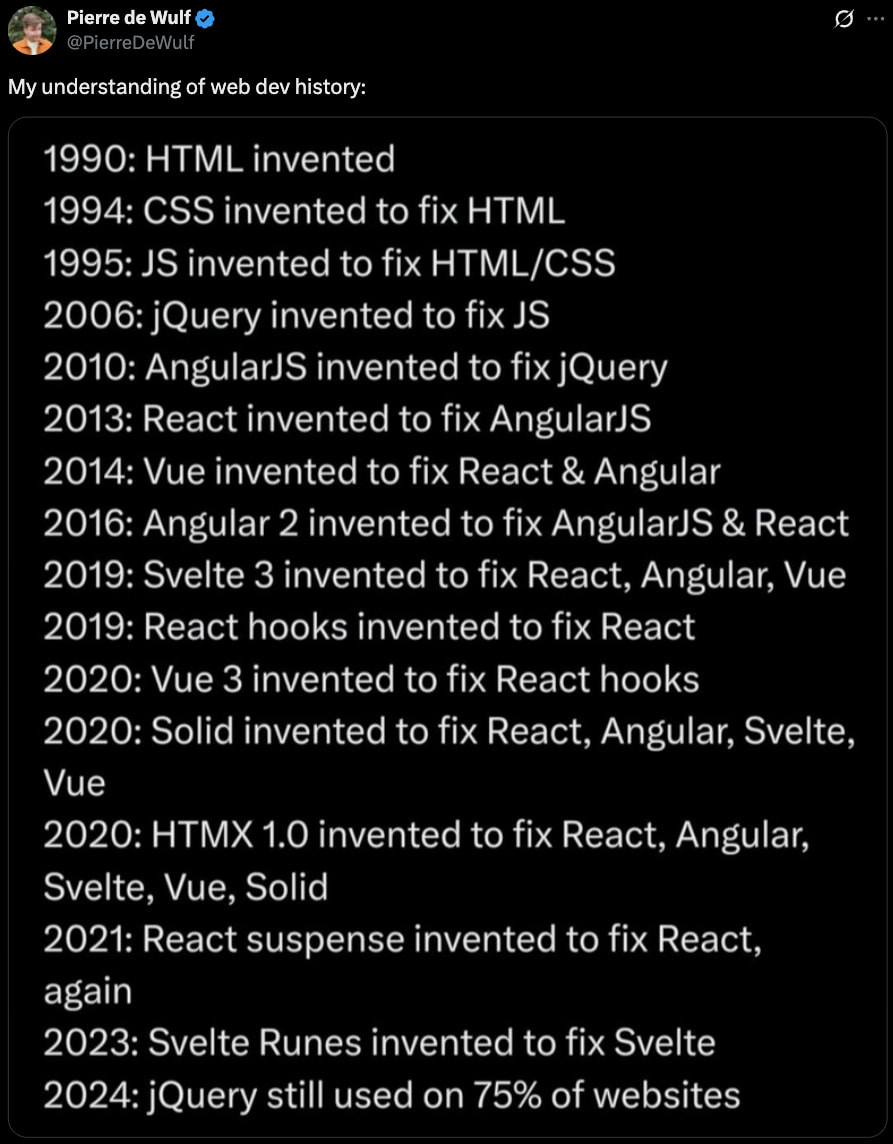 Pierre de Wulf
@PierreDeWulf
My understanding of web dev history:
1990: HTML invented
1994: CSS invented to fix HTML
1995: JS invented to fix HTML/CSS
2006: jQuery invented to fix JS
2010: AngularJS invented to fix jQuery
2013: React invented to fix AngularJS
2014: Vue invented to fix React & Angular
2016: Angular 2 invented to fix AngularJS & React
2019: Svelte 3 invented to fix React, Angular, Vue
2019: React hooks invented to fix React
2020: Vue 3 invented to fix React hooks
2020: Solid invented to fix React, Angular, Svelte,
Vue
2020: HTMX 1.0 invented to fix React, Angular,
Svelte, Vue, Solid
2021: React suspense invented to fix React,
again
2023: Svelte Runes invented to fix Svelte
2024: jQuery still used on 75% of websites